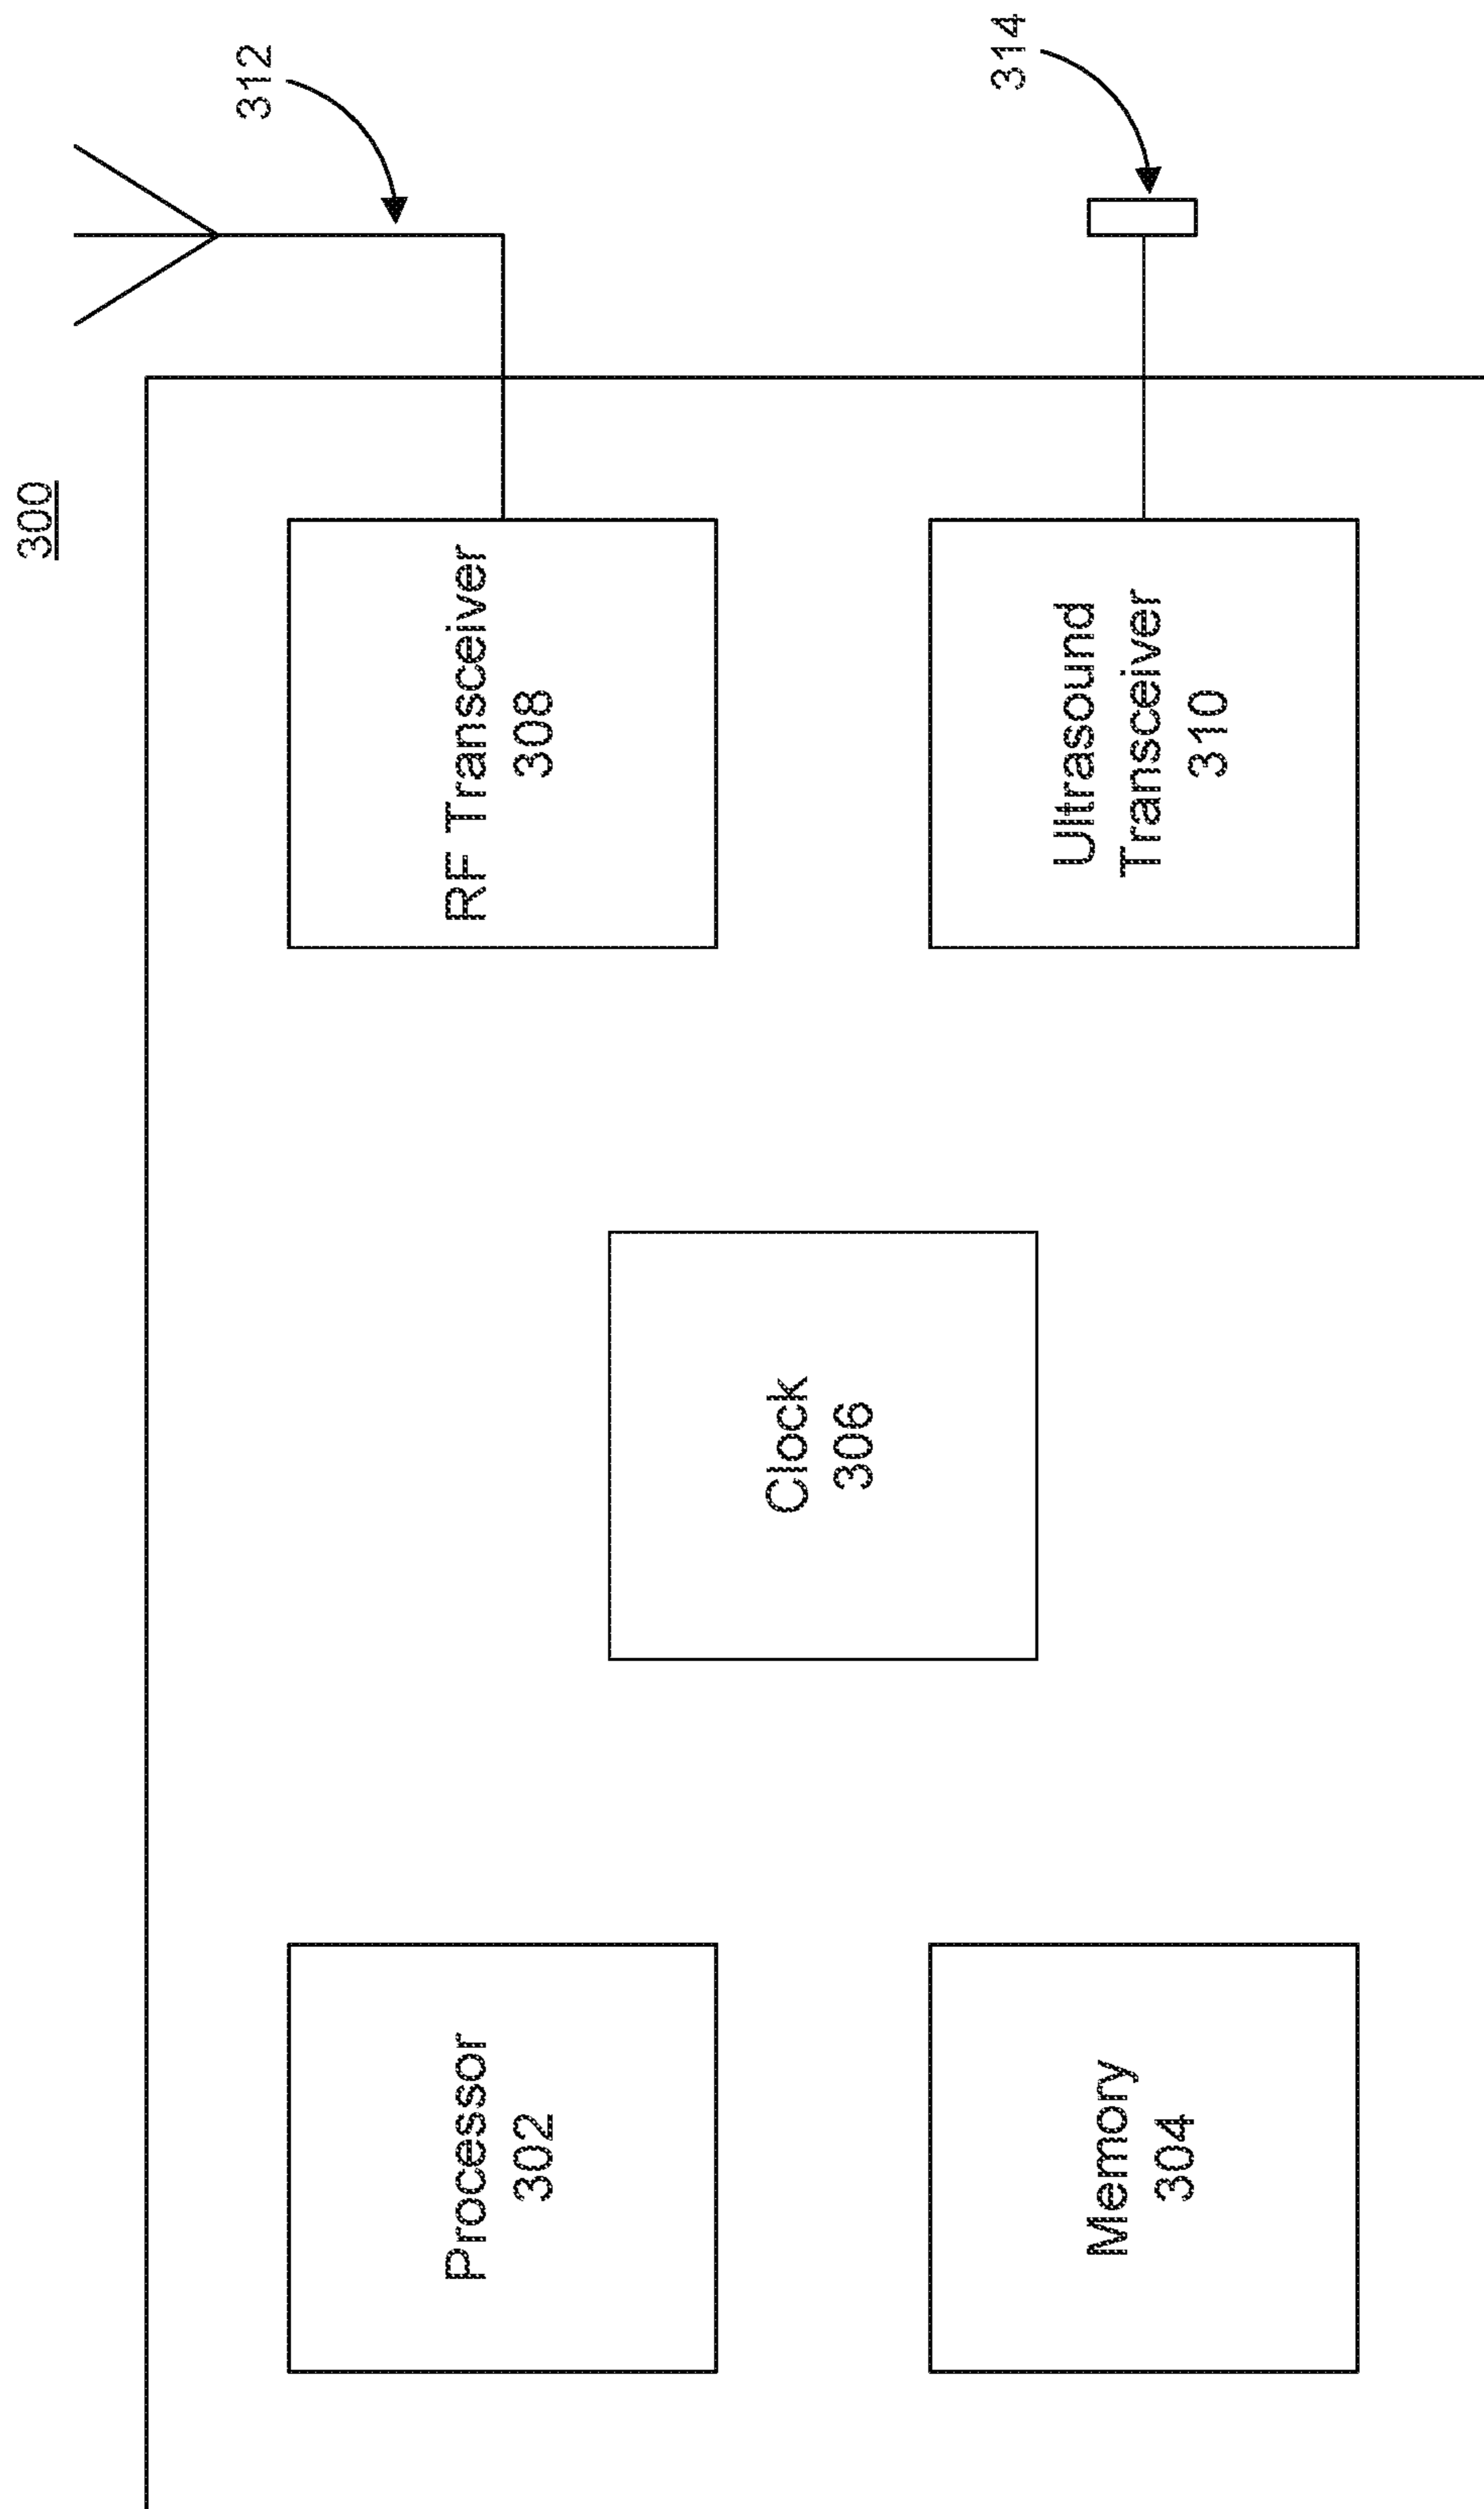 300
312
314
Processor
302
Clock
306
RF Transceiver
308
Memory
304
Ultrasound
Transceiver
310